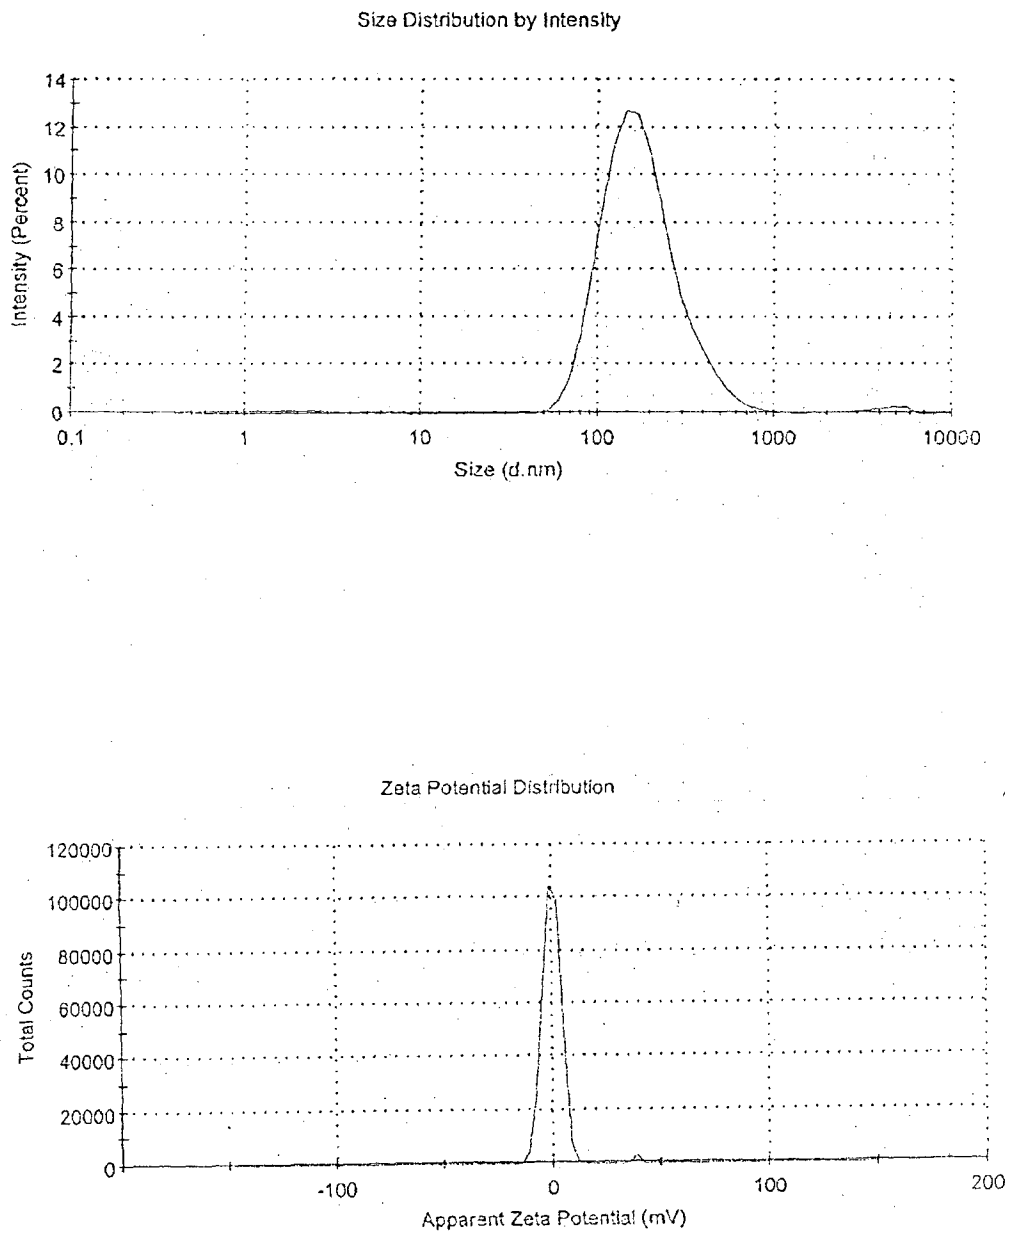 Size Distribution by Intensity
14
12
10
8
6
4
2
0
Intensity (Percent)
0.1 1 10 100 1000 10000
Size (d.nm)
Zeta Potential Distribution
120000
100000
80000
60000
40000
20000
0
Total Counts
-100 0 100 200
Apparent Zeta Potential (mV)